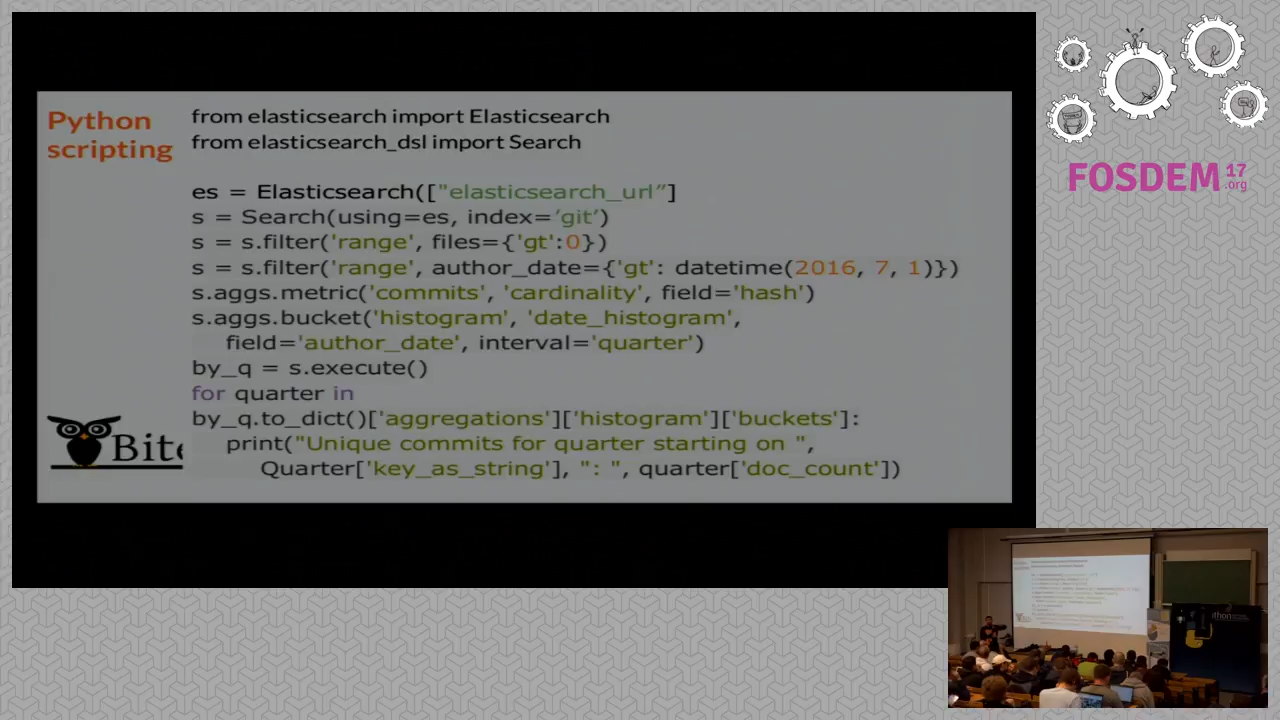 Python
scripting
from elasticsearch import Elasticsearch
from elasticsearch_dsl import Search
es = Elasticsearch(["elasticsearch_url”]
s = Search(using=es, index=’git’)
s = s.filter('range', files={'gt':0})
s = s.filter('range', author_date={'gt': datetime(2016, 7, 1)})
s.aggs.metric('commits', 'cardinality', field='hash')
s.aggs.bucket('histogram', 'date_histogram',
field='author_date', interval='quarter')
by_q = s.execute()
for quarter in
by_q.to_dict()['aggregations']['histogram']['buckets']:
print("Unique commits for quarter starting on ",
Quarter['key_as_string'], ": ", quarter['doc_count'])
Bite
FOSDEM 17
.org